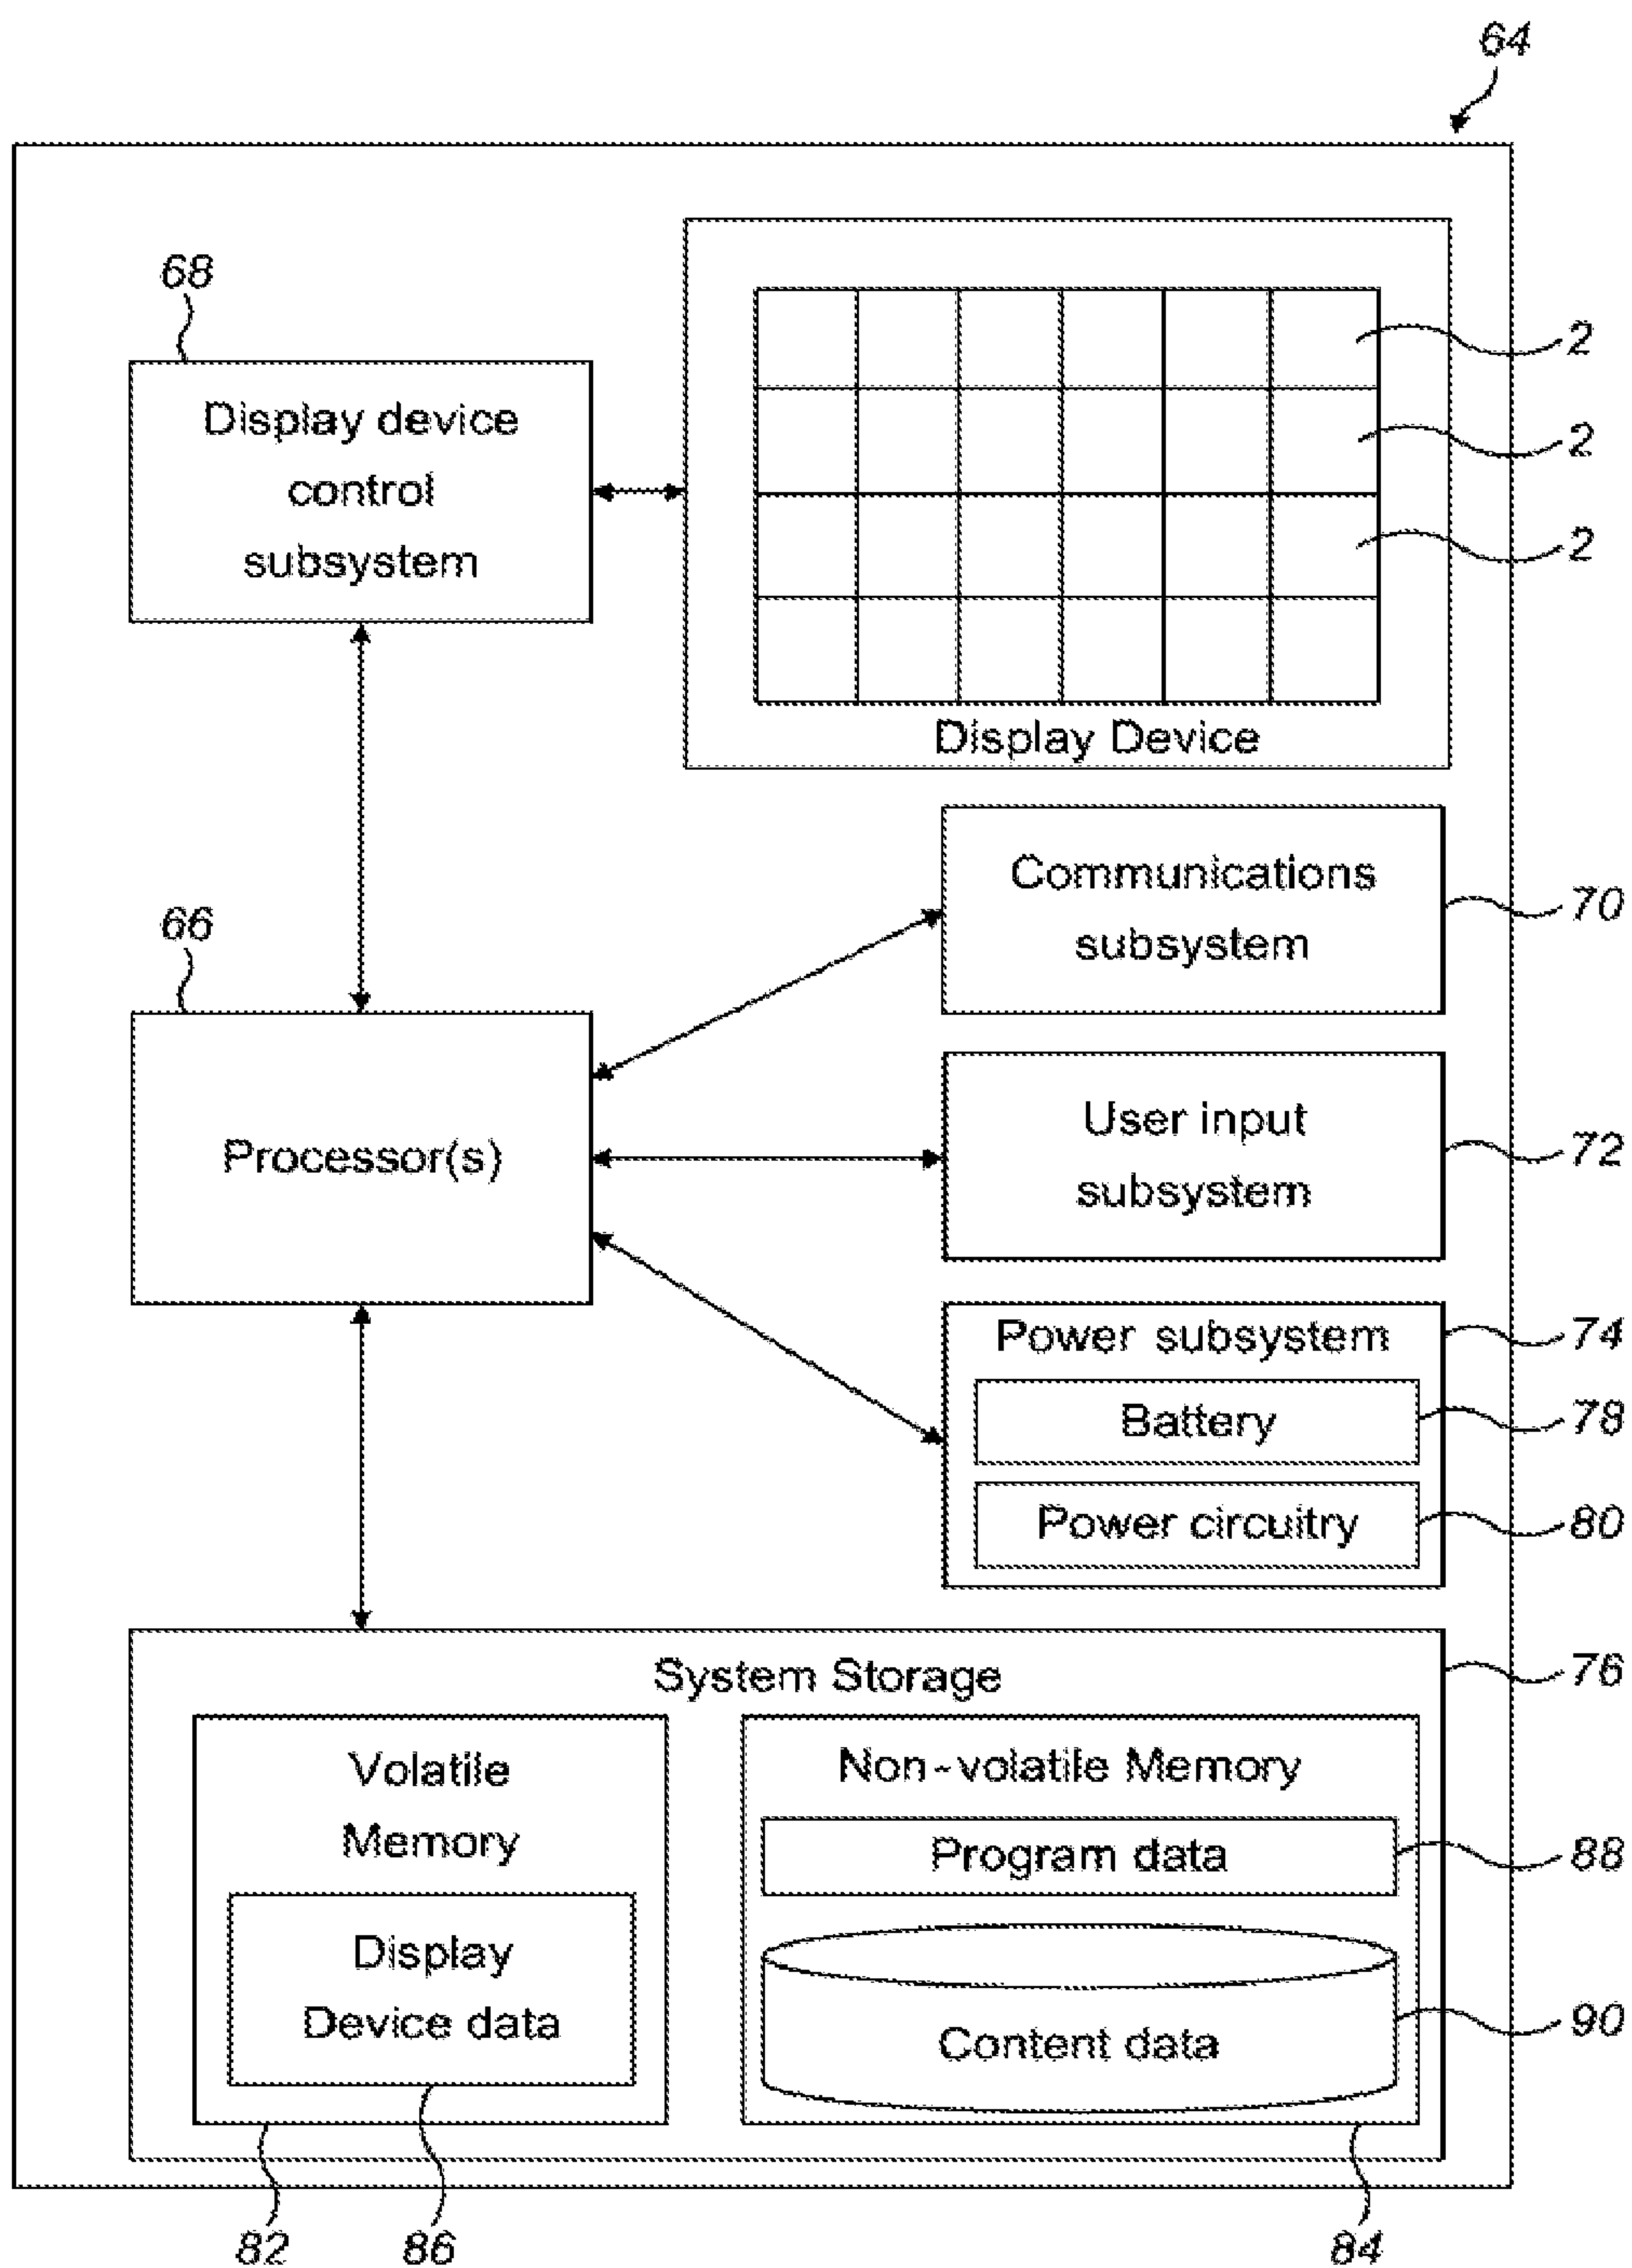 64
68
Display device
control
subsystem
2
2
2
Display Device
Communications
subsystem
70
66
Processor(s)
User input
subsystem
72
Power subsystem
74
Battery
78
Power circuitry
80
System Storage
76
Volatile
Memory
Non-volatile Memory
Program data
88
Display
Device data
Content data
90
82
86
84